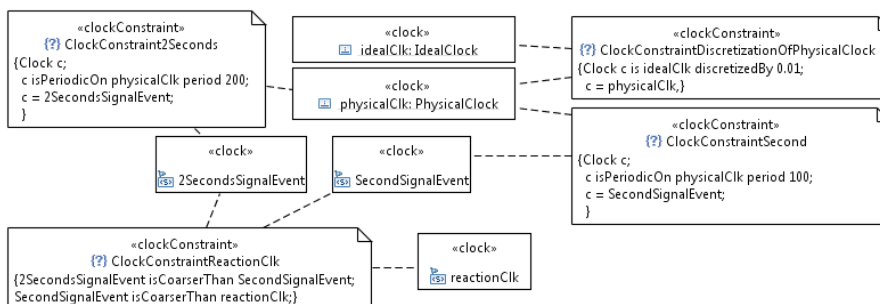 «clockConstraint»
{?} ClockConstraint2Seconds
{Clock c;
c isPeriodicOn physicalClk period 200;
c = 2SecondsSignalEvent;
}
«clock»
idealClk: IdealClock
«clock»
physicalClk: PhysicalClock
«clockConstraint»
{?} ClockConstraintDiscretizationOfPhysicalClock
{Clock c is idealClk discretizedBy 0.01;
c = physicalClk,}
«clockConstraint»
{?} ClockConstraintSecond
{Clock c;
c isPeriodicOn physicalClk period 100;
c = SecondSignalEvent;
}
«clock»
2SecondsSignalEvent
«clock»
SecondSignalEvent
«clockConstraint»
{?} ClockConstraintReactionClk
{2SecondsSignalEvent isCoarserThan SecondSignalEvent;
SecondSignalEvent isCoarserThan reactionClk;}
«clock»
reactionClk